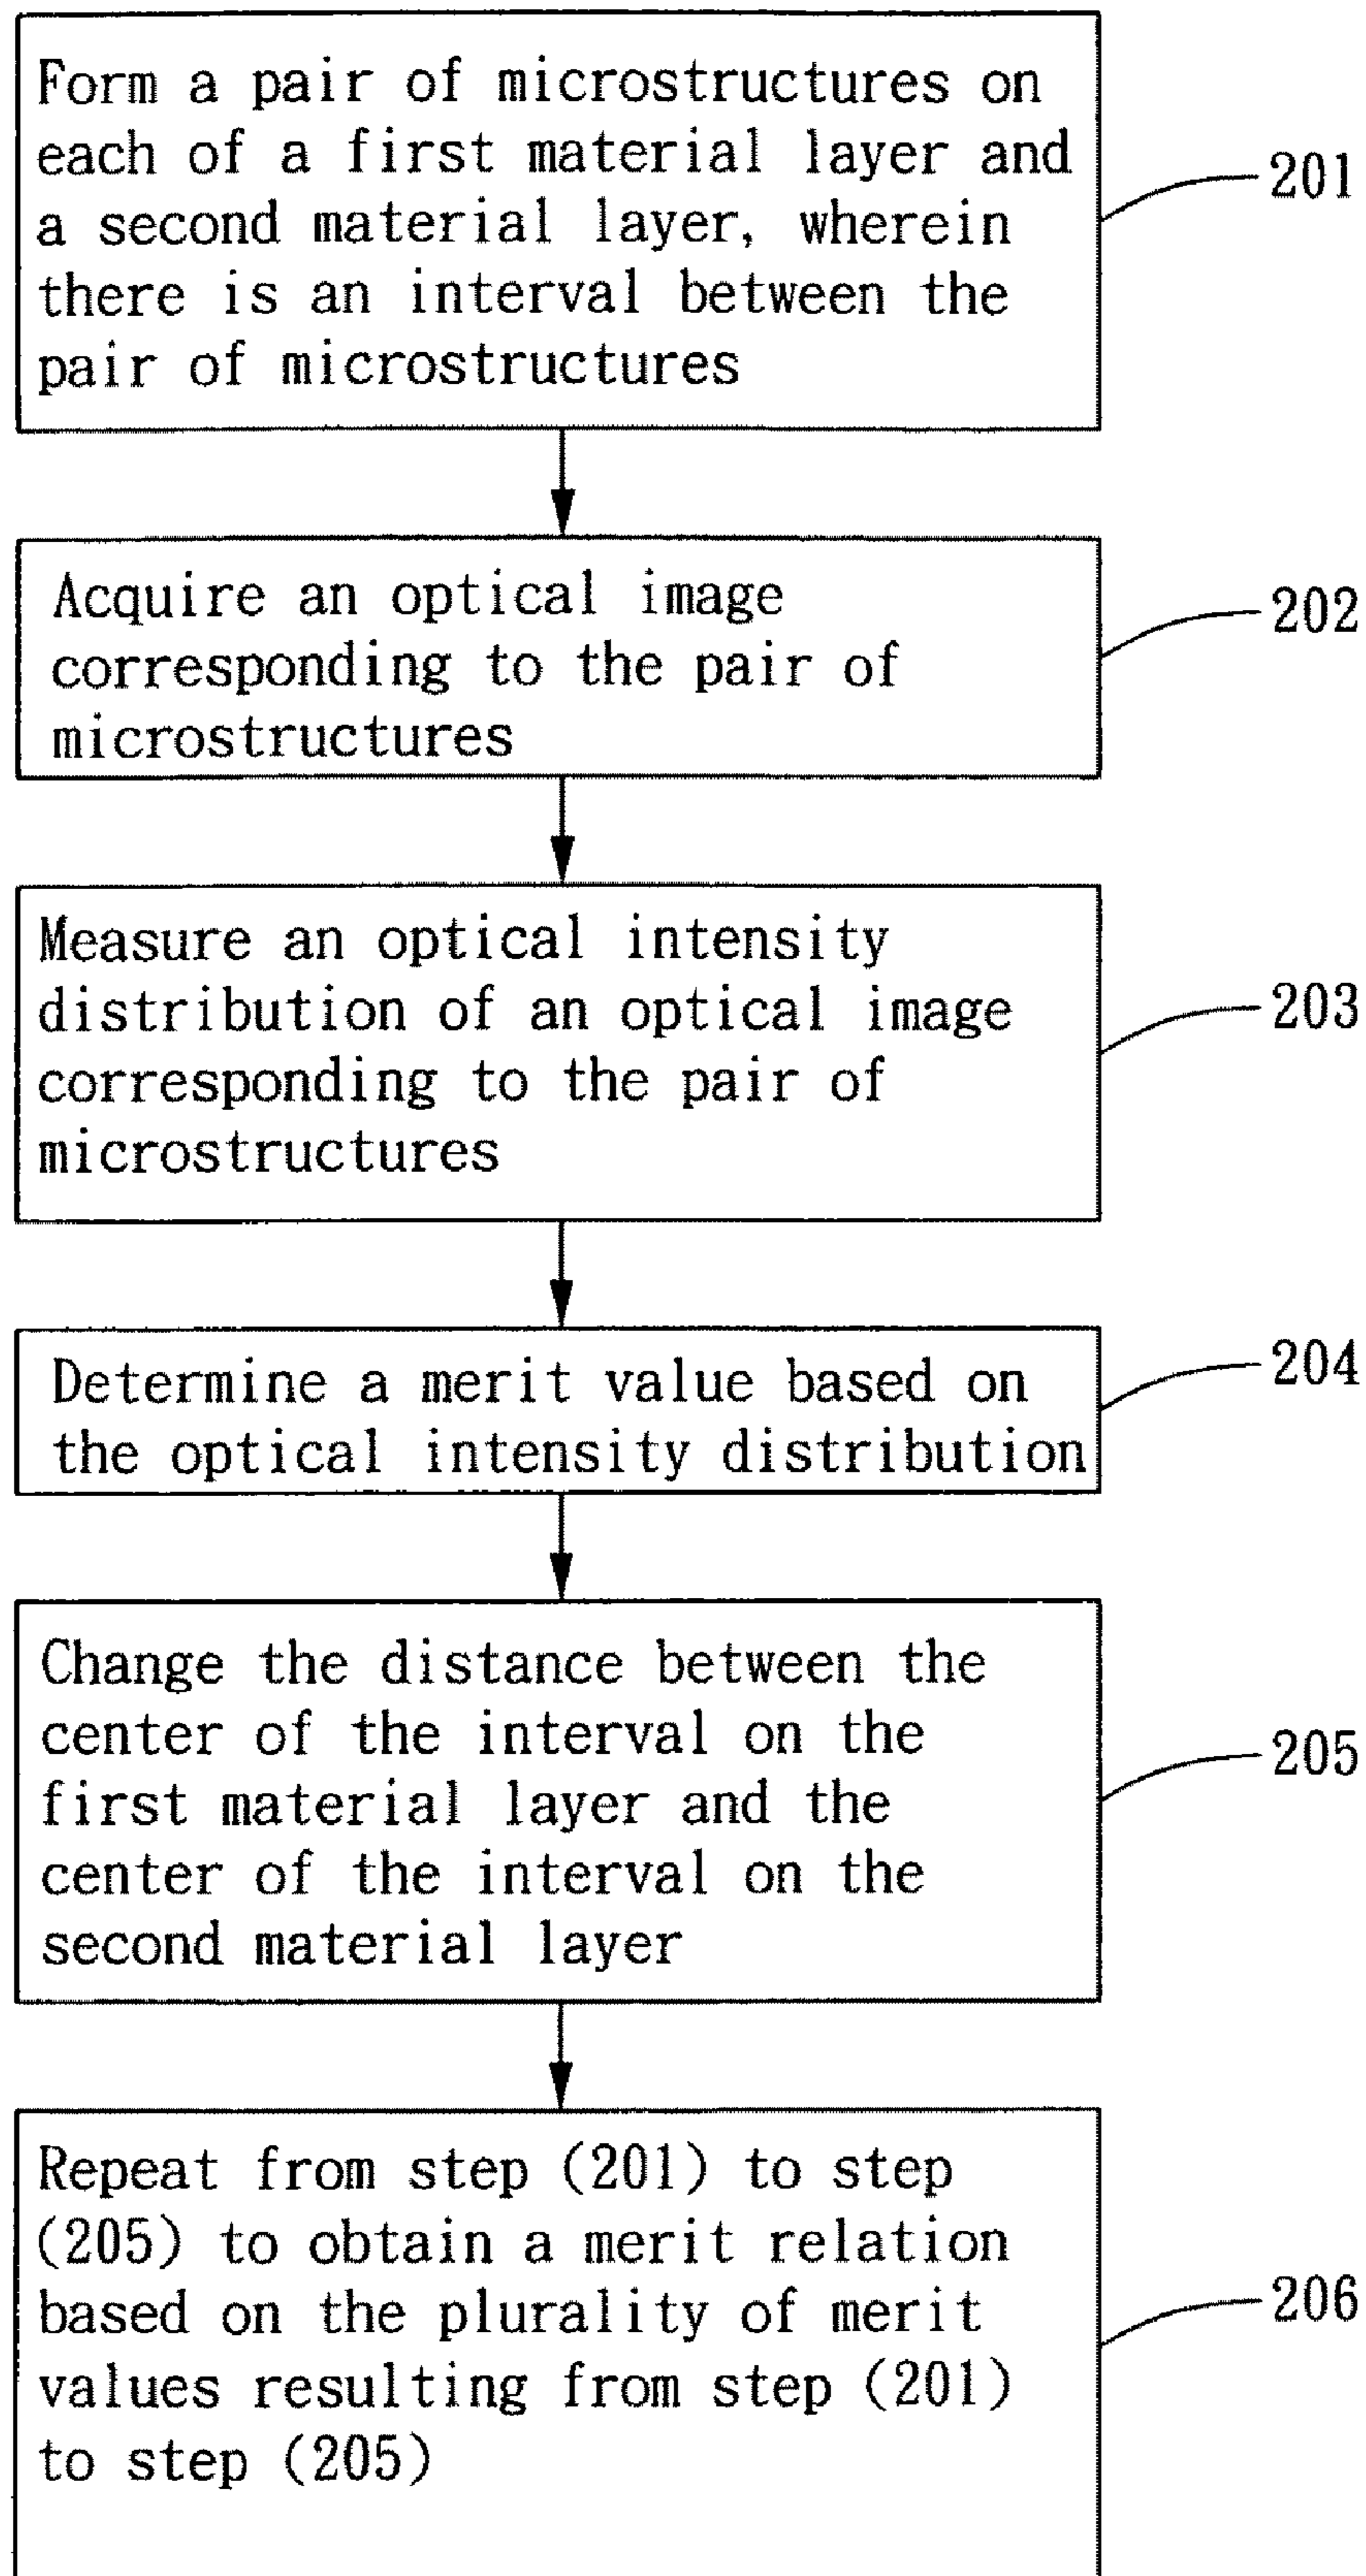 Form a pair of microstructures on
each of a first material layer and
a second material layer, wherein
there is an interval between the
pair of microstructures
201
Acquire an optical image
corresponding to the pair of
microstructures
202
Measure an optical intensity
distribution of an optical image
corresponding to the pair of
microstructures
203
Determine a merit value based on
the optical intensity distribution
204
Change the distance between the
center of the interval on the
first material layer and the
center of the interval on the
second material layer
205
Repeat from step (201) to step
(205) to obtain a merit relation
based on the plurality of merit
values resulting from step (201)
to step (205)
206